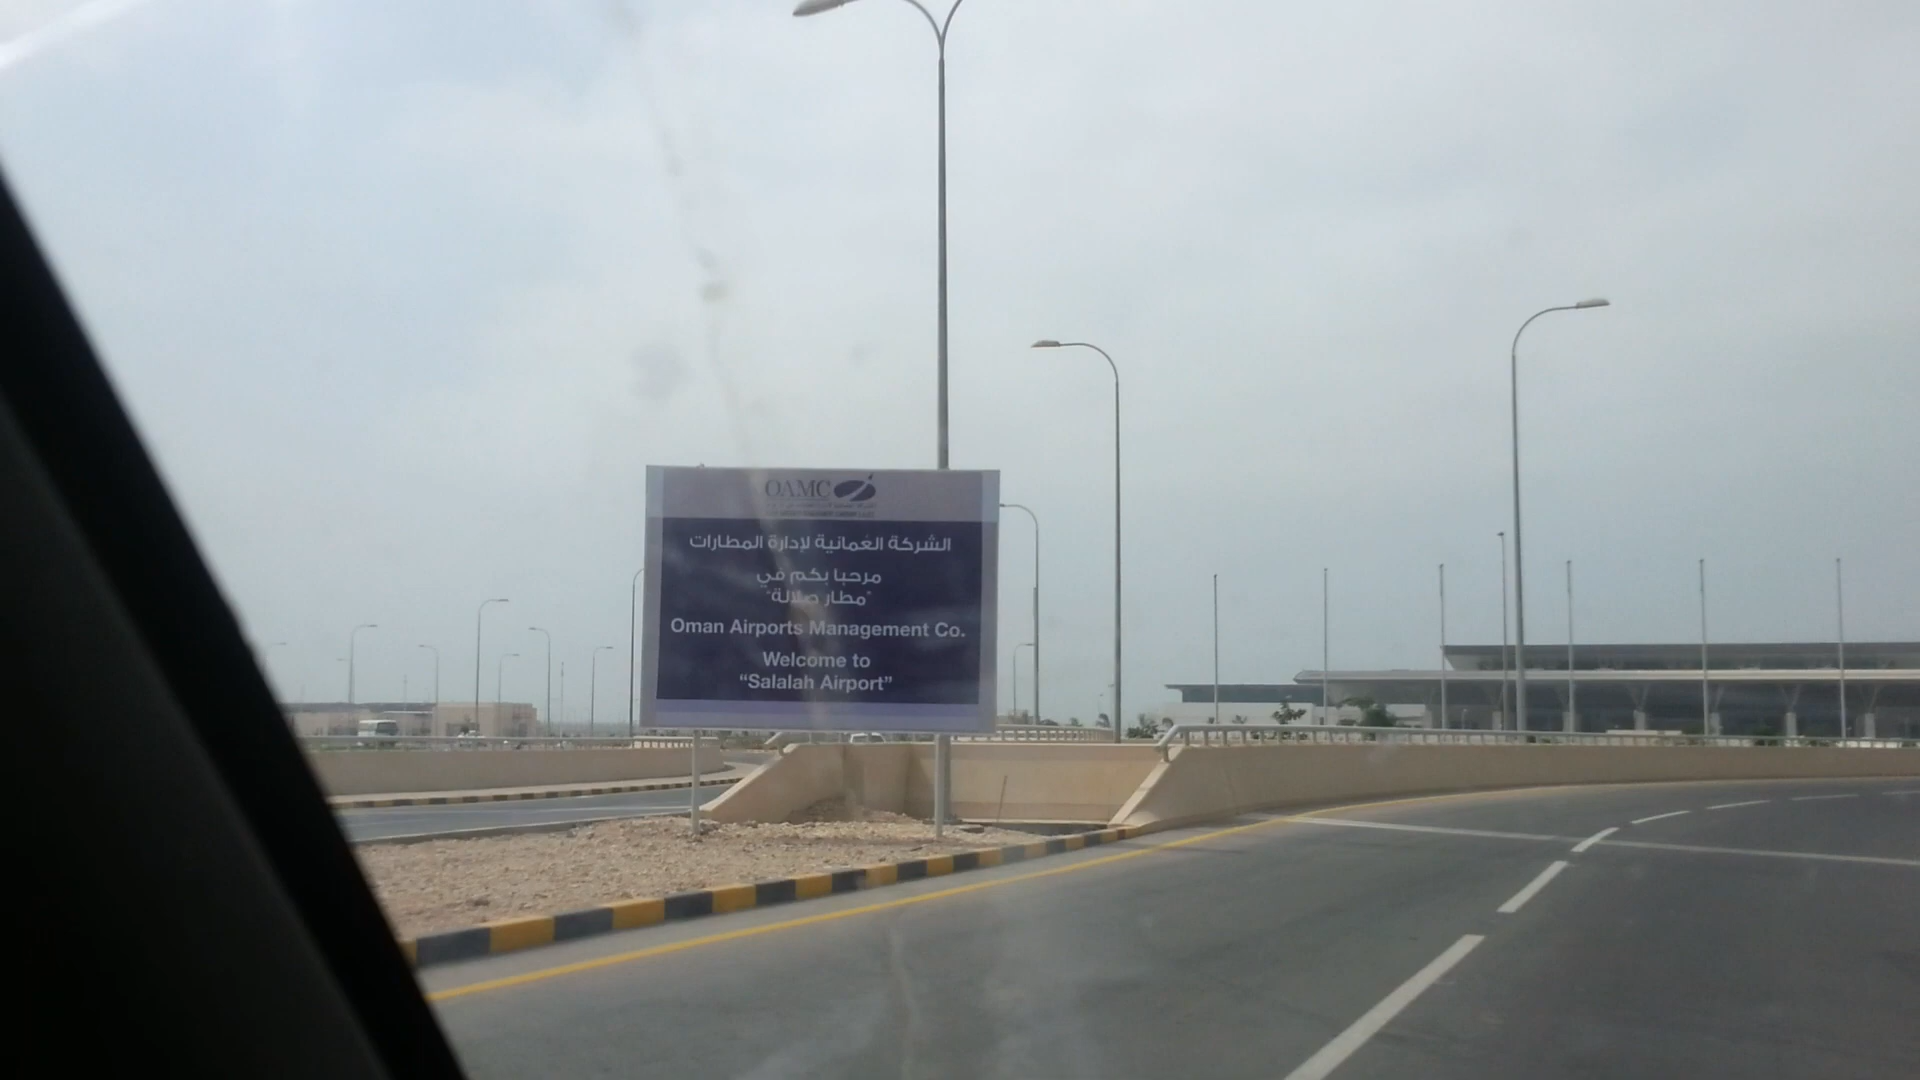 OAMC
الشركة العمانية لإدارة المطارات
مرحبا بكم في
"مطار صلالة"
Oman Airports Management Co.
Welcome to
“Salalah Airport”